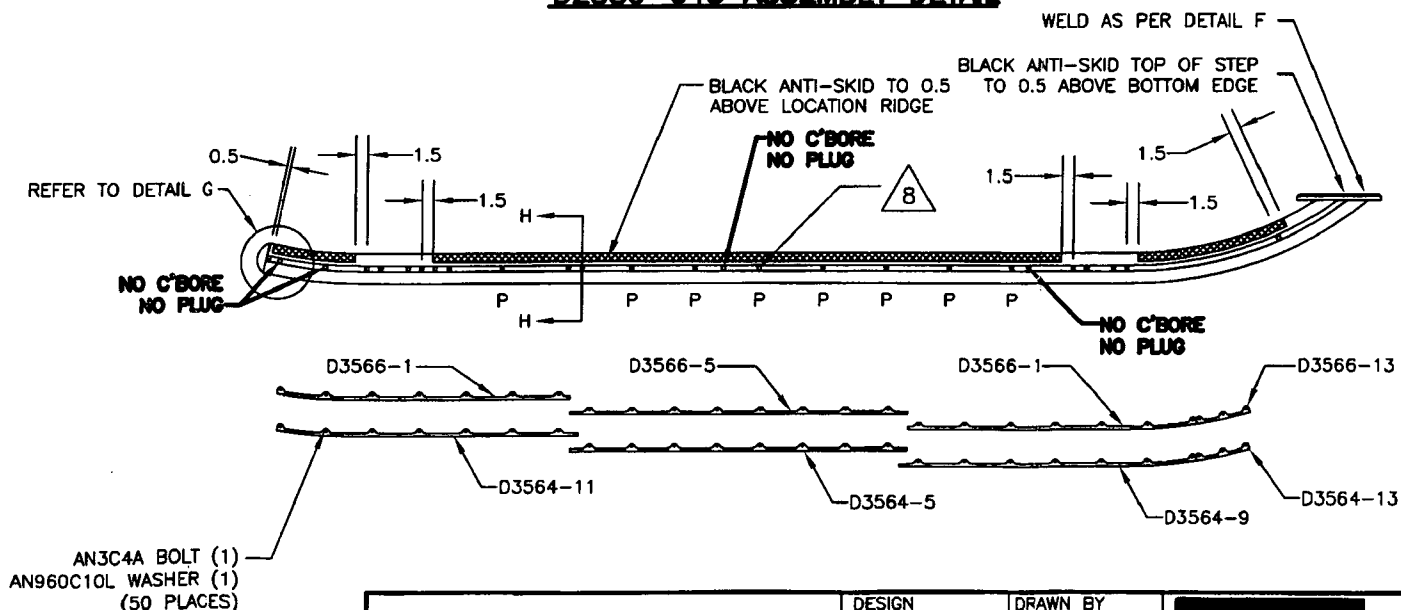 WELD AS PER DETAIL F
BLACK ANTI-SKID TOP OF STEP
TO 0.5 ABOVE BOTTOM EDGE
BLACK ANTI-SKID TO 0.5
ABOVE LOCATION RIDGE
NO C'BORE
NO PLUG
8
0.5
1.5
1.5
1.5
1.5
1.5
REFER TO DETAIL G
H
H
NO C'BORE
NO PLUG
P P P P P P P P
NO C'BORE
NO PLUG
D3566-1
D3566-5
D3566-1
D3566-13
D3564-11
D3564-5
D3564-9
D3564-13
AN3C4A BOLT (1)
AN960C10L WASHER (1)
(50 PLACES)
DESIGN
DRAWN BY